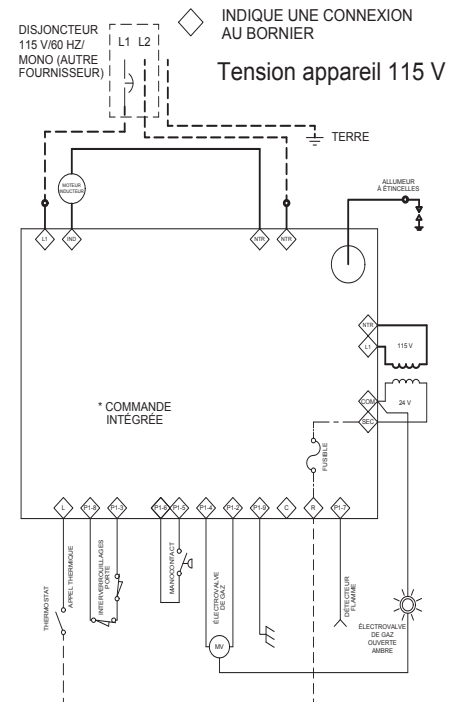 INDIQUE UNE CONNEXION
AU BORNIER
DISJONCTEUR
115 V/60 HZ/
MONO (AUTRE
FOURNISSEUR)
L1 L2
Tension appareil 115 V
TERRE
MOTEUR
INDUCTEUR
ALLUMEUR
À ÉTINCELLES
L1
IND
NTR
NTR
NTR
L1
115 V
* COMMANDE
INTÉGRÉE
COM
24 V
SEC
FUSIBLE
L
P1-8
P1-3
P1-6
P1-5
P1-4
P1-2
P1-9
C
R
P1-7
THERMOSTAT
APPEL THERMIQUE
INTERVERROUILLAGES
PORTE
MANOCONTACT
ÉLECTROVALVE
DE GAZ
MV
DÉTECTEUR
FLAMME
ÉLECTROVALVE
DE GAZ
OUVERTE
AMBRE